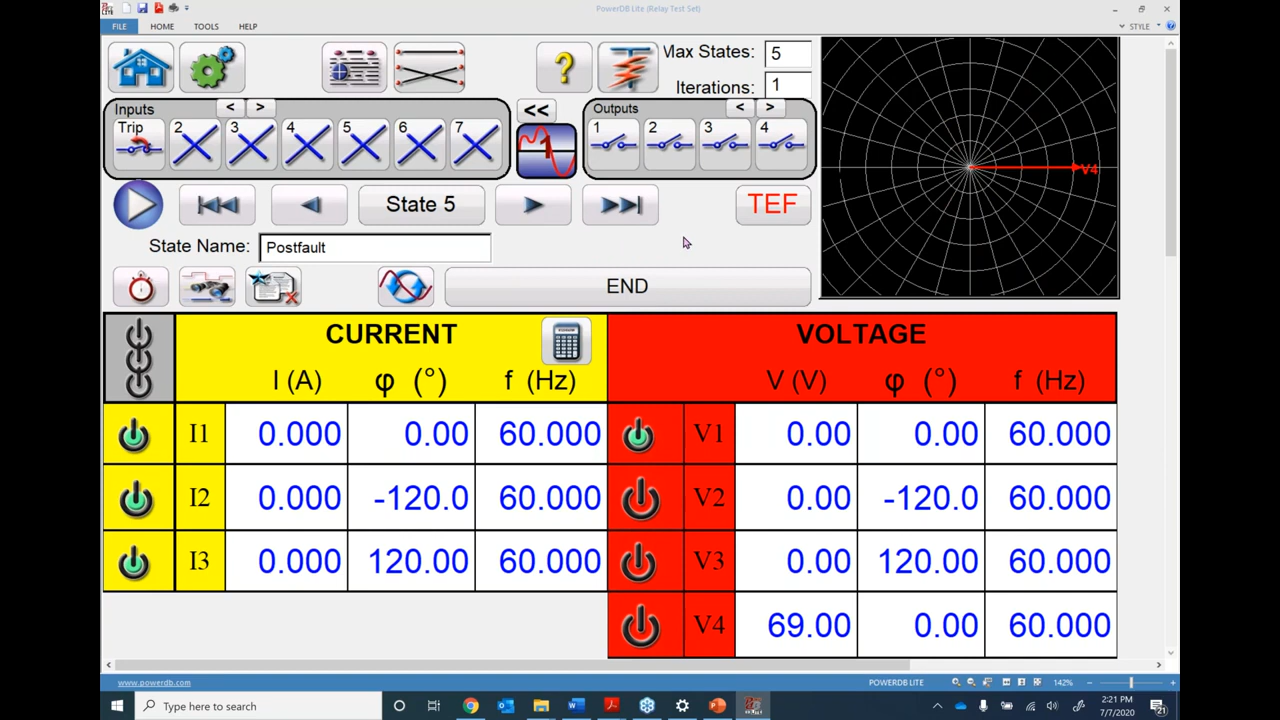 PowerDB Lite (Relay Test Set)
FILE HOME TOOLS HELP STYLE
Max States: 5
Iterations: 1
Inputs < >
Trip 2 3 4 5 6 7
<<
1
Outputs < >
1 2 3 4
State 5
TEF
State Name: Postfault
END
V4
CURRENT VOLTAGE
I (A) φ (°) f (Hz) V (V) φ (°) f (Hz)
I1 0.000 0.00 60.000 V1 0.00 0.00 60.000
I2 0.000 -120.0 60.000 V2 0.00 -120.0 60.000
I3 0.000 120.00 60.000 V3 0.00 120.00 60.000
V4 69.00 0.00 60.000
www.powerdb.com POWERDB LITE 142%
Type here to search
2:21 PM
7/7/2020
21